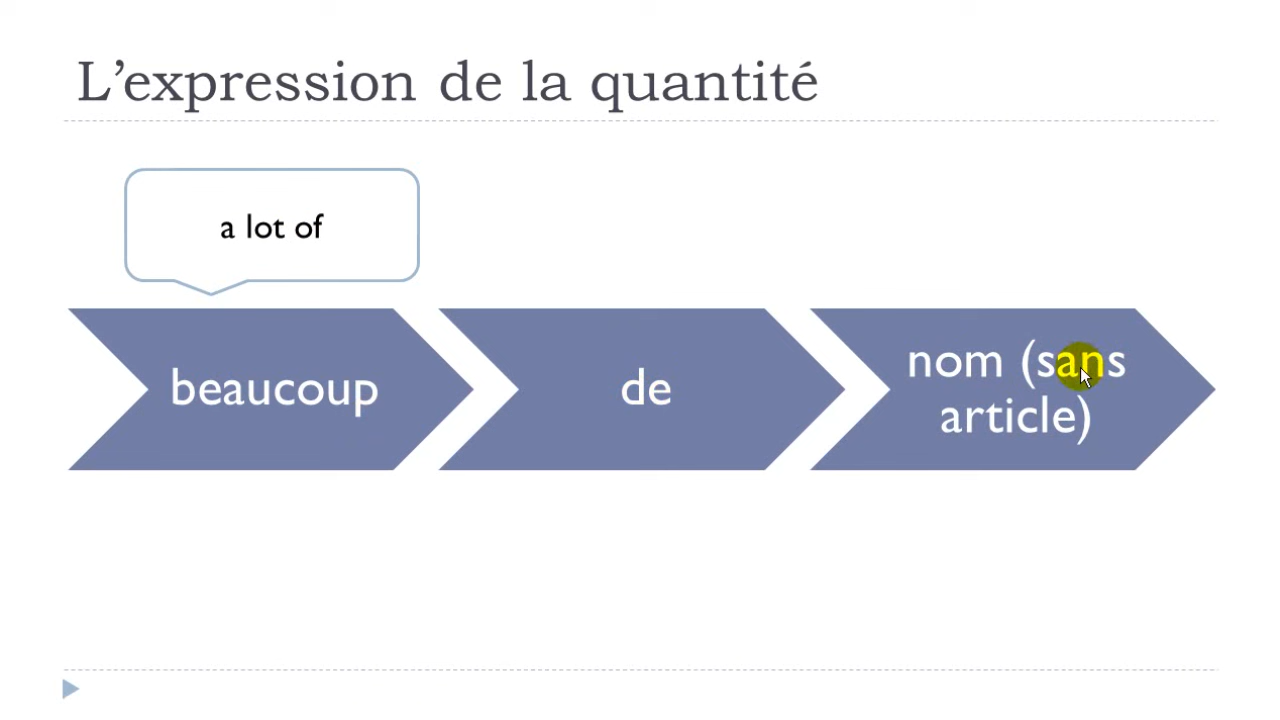 L’expression de la quantité
a lot of
beaucoup
de
nom (sans
article)